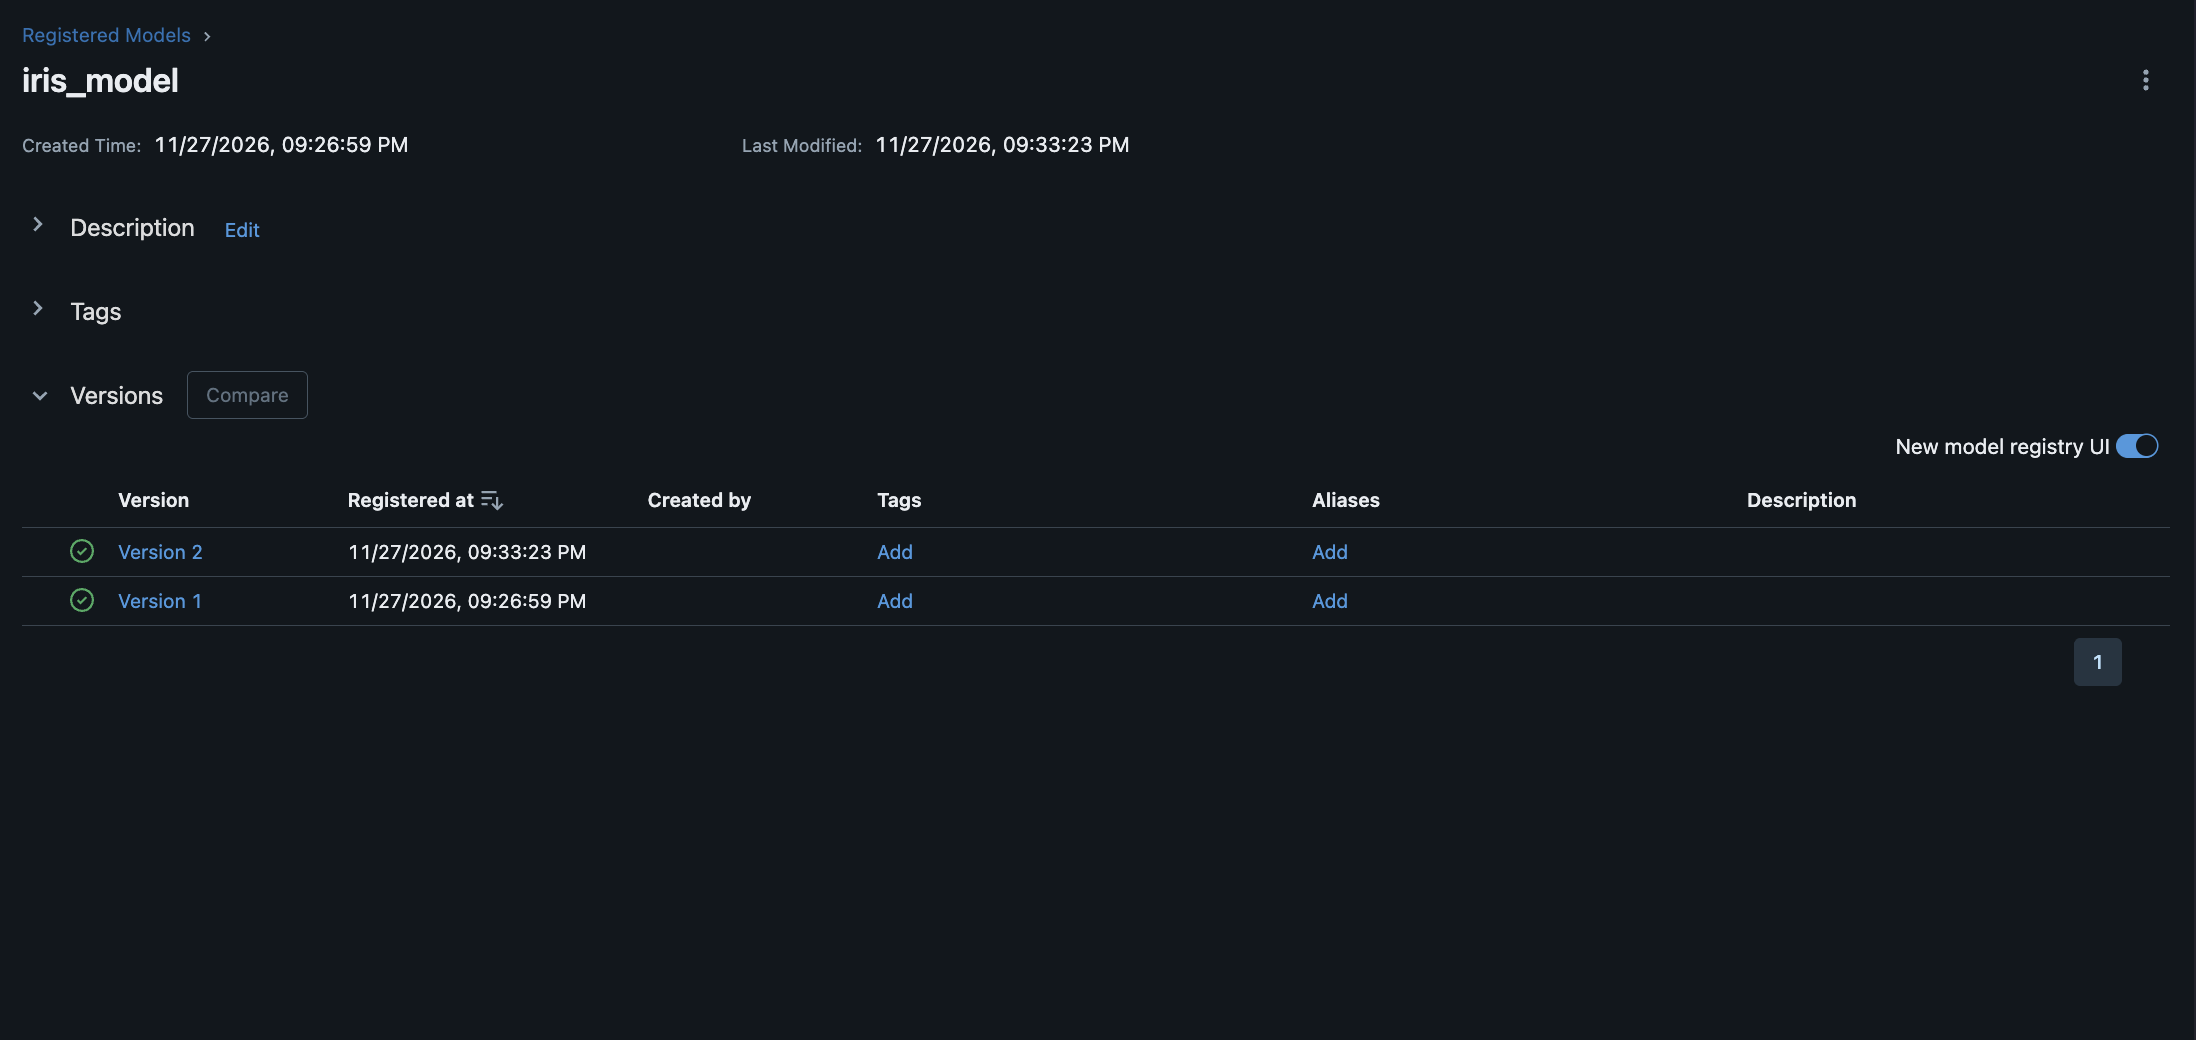 Registered Models
iris_model
Created Time: 11/27/2026, 09:26:59 PM Last Modified: 11/27/2026, 09:33:23 PM
Description Edit
Tags
Versions Compare
New model registry UI
Version Registered at Created by Tags Aliases Description
Version 2 11/27/2026, 09:33:23 PM Add Add
Version 1 11/27/2026, 09:26:59 PM Add Add
1